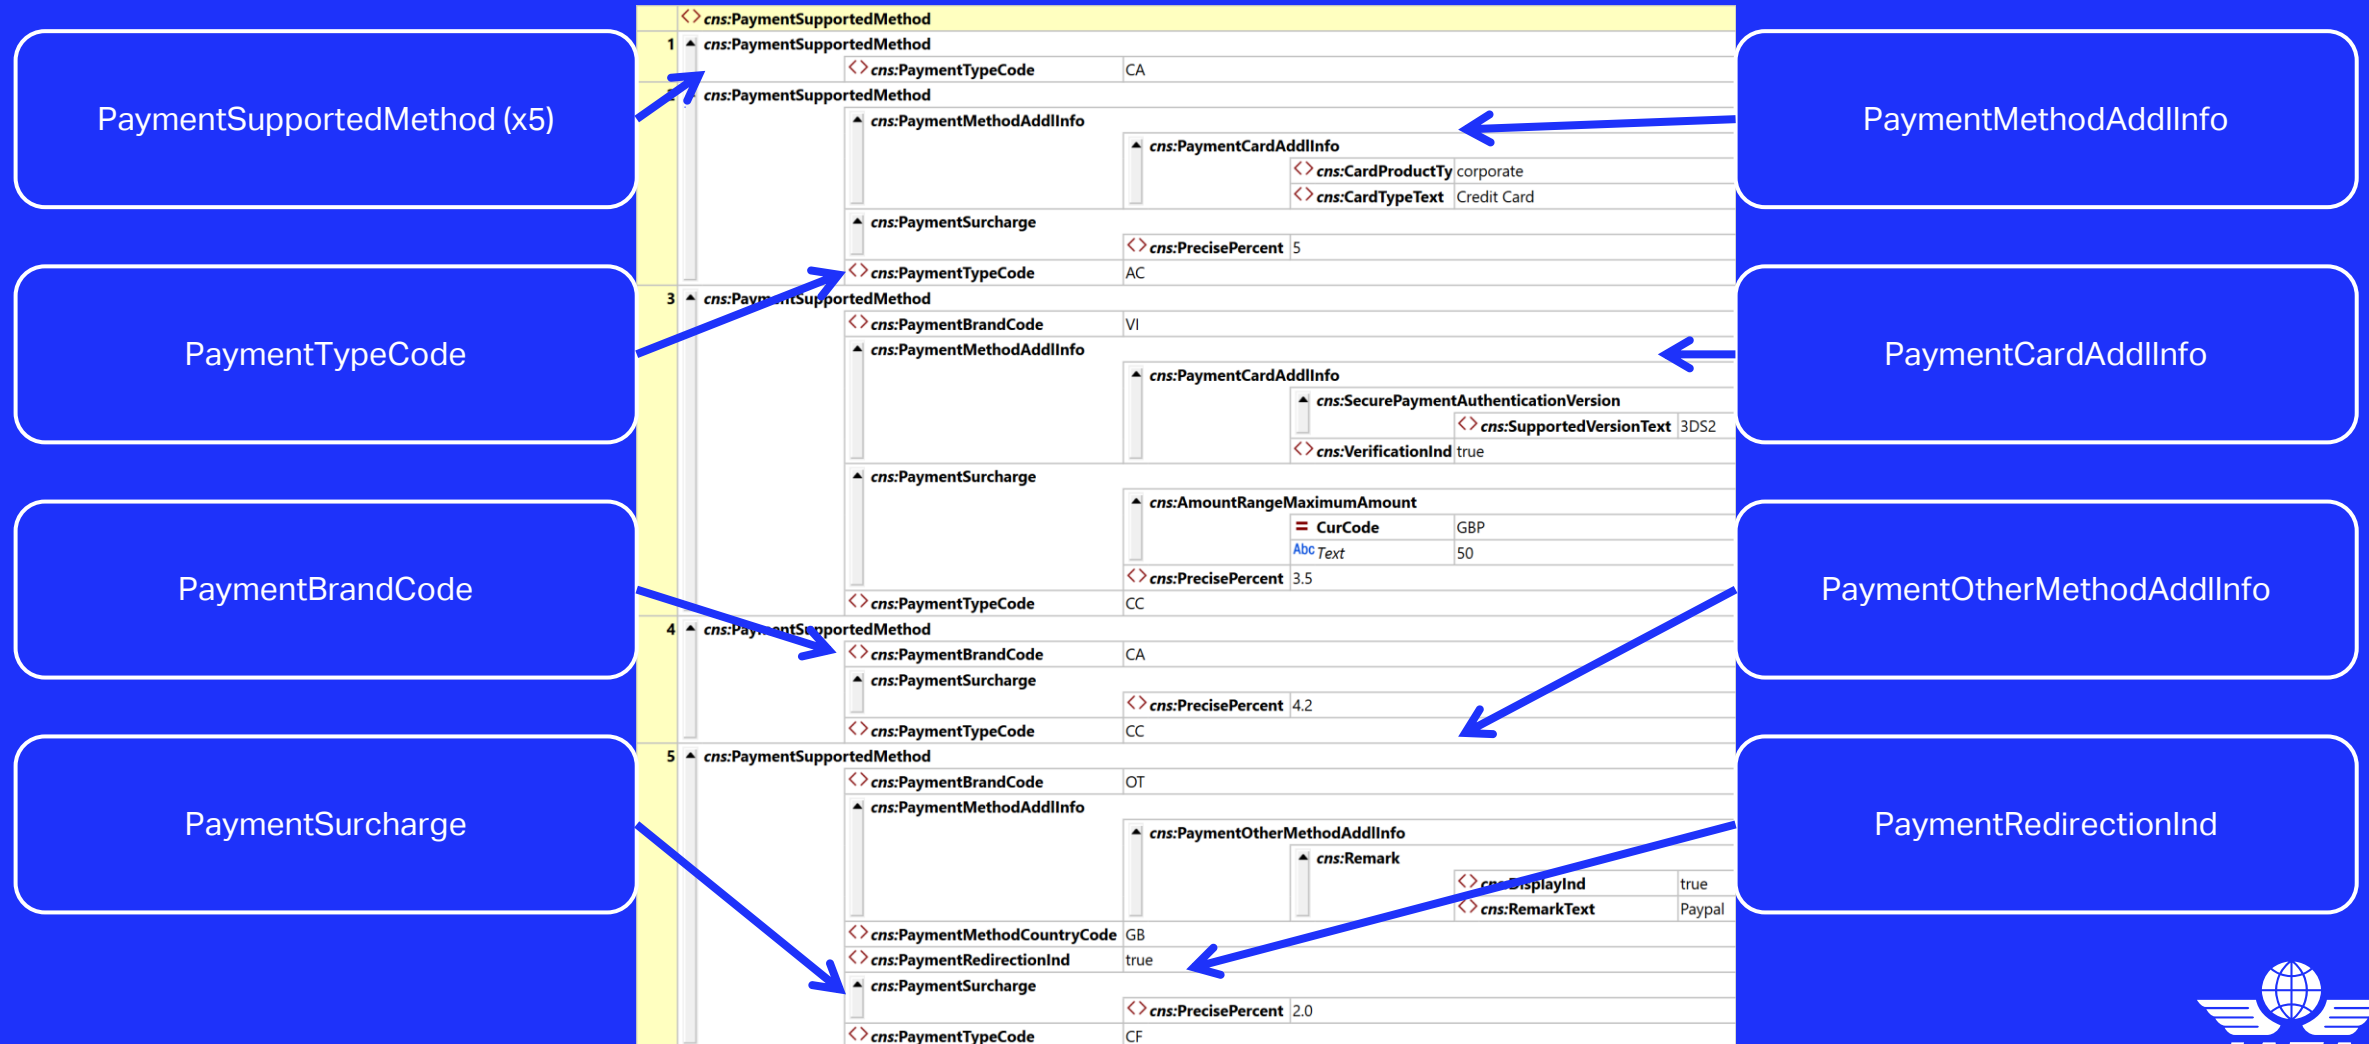 PaymentSupportedMethod (x5)
PaymentTypeCode
PaymentBrandCode
PaymentSurcharge
cns:PaymentSupportedMethod
1 cns:PaymentSupportedMethod
cns:PaymentTypeCode CA
cns:PaymentSupportedMethod
cns:PaymentMethodAddlInfo
cns:PaymentCardAddlInfo
cns:CardProductTy corporate
cns:CardTypeText Credit Card
cns:PaymentSurcharge
cns:PrecisePercent 5
cns:PaymentTypeCode AC
3 cns:PaymentSupportedMethod
cns:PaymentBrandCode VI
cns:PaymentMethodAddlInfo
cns:PaymentCardAddlInfo
cns:SecurePaymentAuthenticationVersion
cns:SupportedVersionText 3DS2
cns:VerificationInd true
cns:PaymentSurcharge
cns:AmountRangeMaximumAmount
= CurCode GBP
Abc Text 50
cns:PrecisePercent 3.5
cns:PaymentTypeCode CC
4 cns:PaymentSupportedMethod
cns:PaymentBrandCode CA
cns:PaymentSurcharge
cns:PrecisePercent 4.2
cns:PaymentTypeCode CC
5 cns:PaymentSupportedMethod
cns:PaymentBrandCode OT
cns:PaymentMethodAddlInfo
cns:PaymentOtherMethodAddlInfo
cns:Remark
cns:DisplayInd true
cns:RemarkText Paypal
cns:PaymentMethodCountryCode GB
cns:PaymentRedirectionInd true
cns:PaymentSurcharge
cns:PrecisePercent 2.0
cns:PaymentTypeCode CF
PaymentMethodAddlInfo
PaymentCardAddlInfo
PaymentOtherMethodAddlInfo
PaymentRedirectionInd